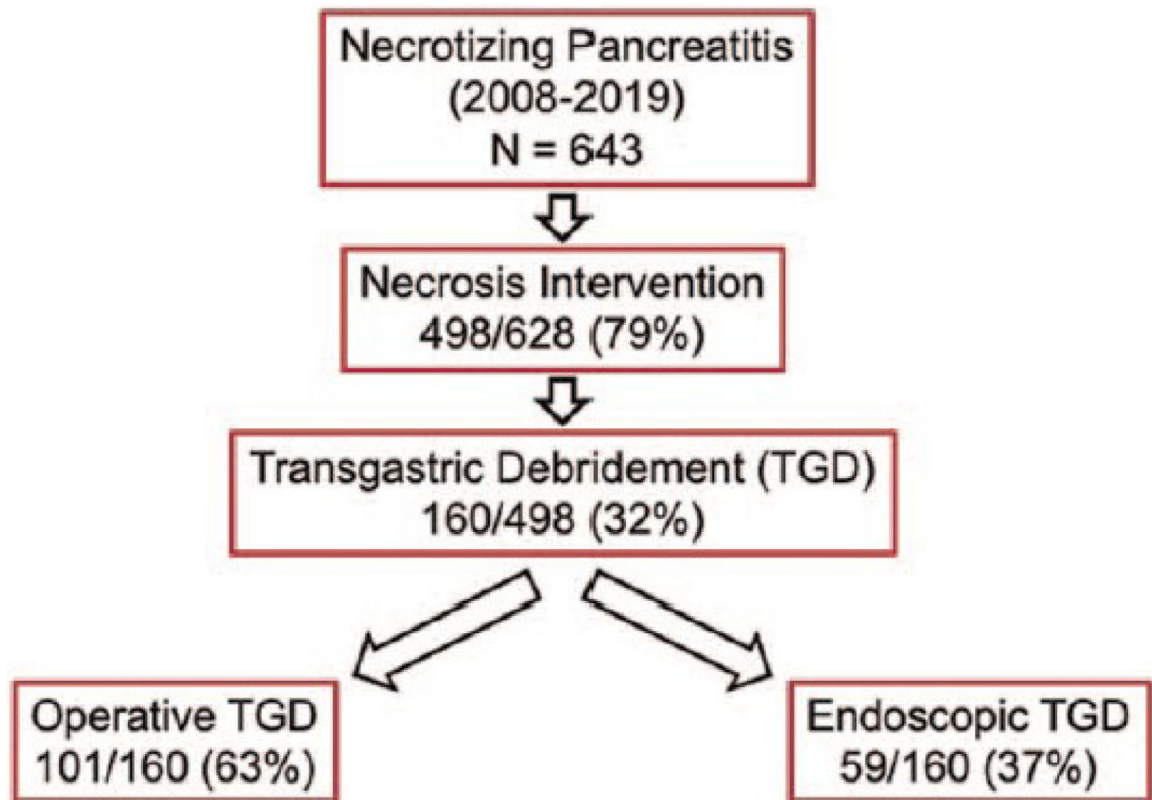 Necrotizing Pancreatitis
(2008-2019)
N = 643
Necrosis Intervention
498/628 (79%)
Transgastric Debridement (TGD)
160/498 (32%)
Operative TGD
101/160 (63%)
Endoscopic TGD
59/160 (37%)